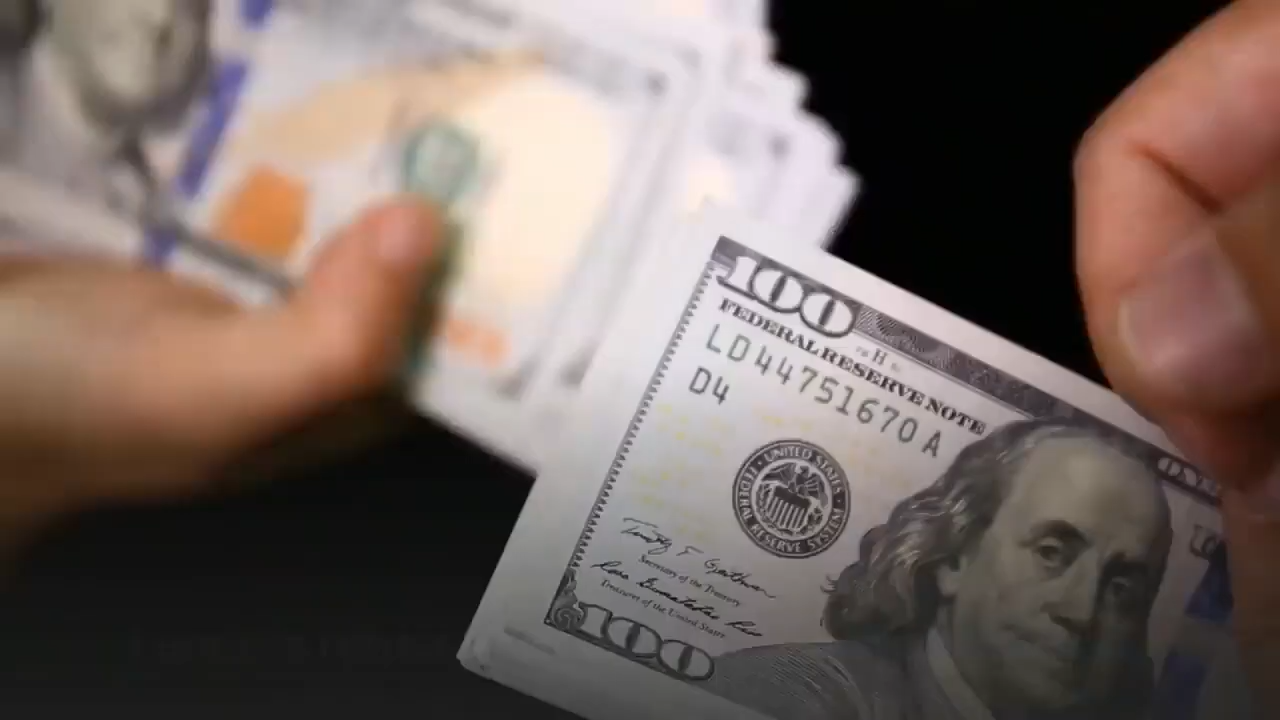 100
FEDERAL RESERVE NOTE
LD44751670A
D4
UNITED STATES
FEDERAL RESERVE SYSTEM
Secretary of the Treasury
Treasurer of the United States
100